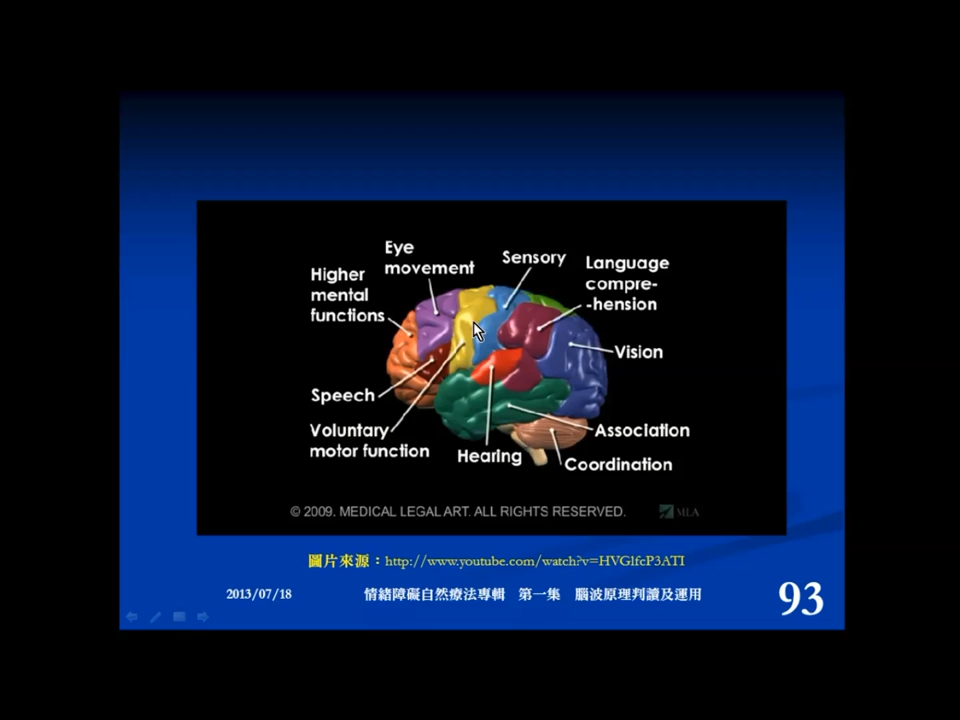 Eye
movement
Sensory
Language
compre-
-hension
Higher
mental
functions
Vision
Speech
Voluntary
motor function
Hearing
Association
Coordination
© 2009. MEDICAL LEGAL ART. ALL RIGHTS RESERVED.
MLA
圖片來源：http://www.youtube.com/watch?v=HVGlfcP3ATI
2013/07/18
情緒障礙自然療法專輯 第一集 腦波原理判讀及運用
93